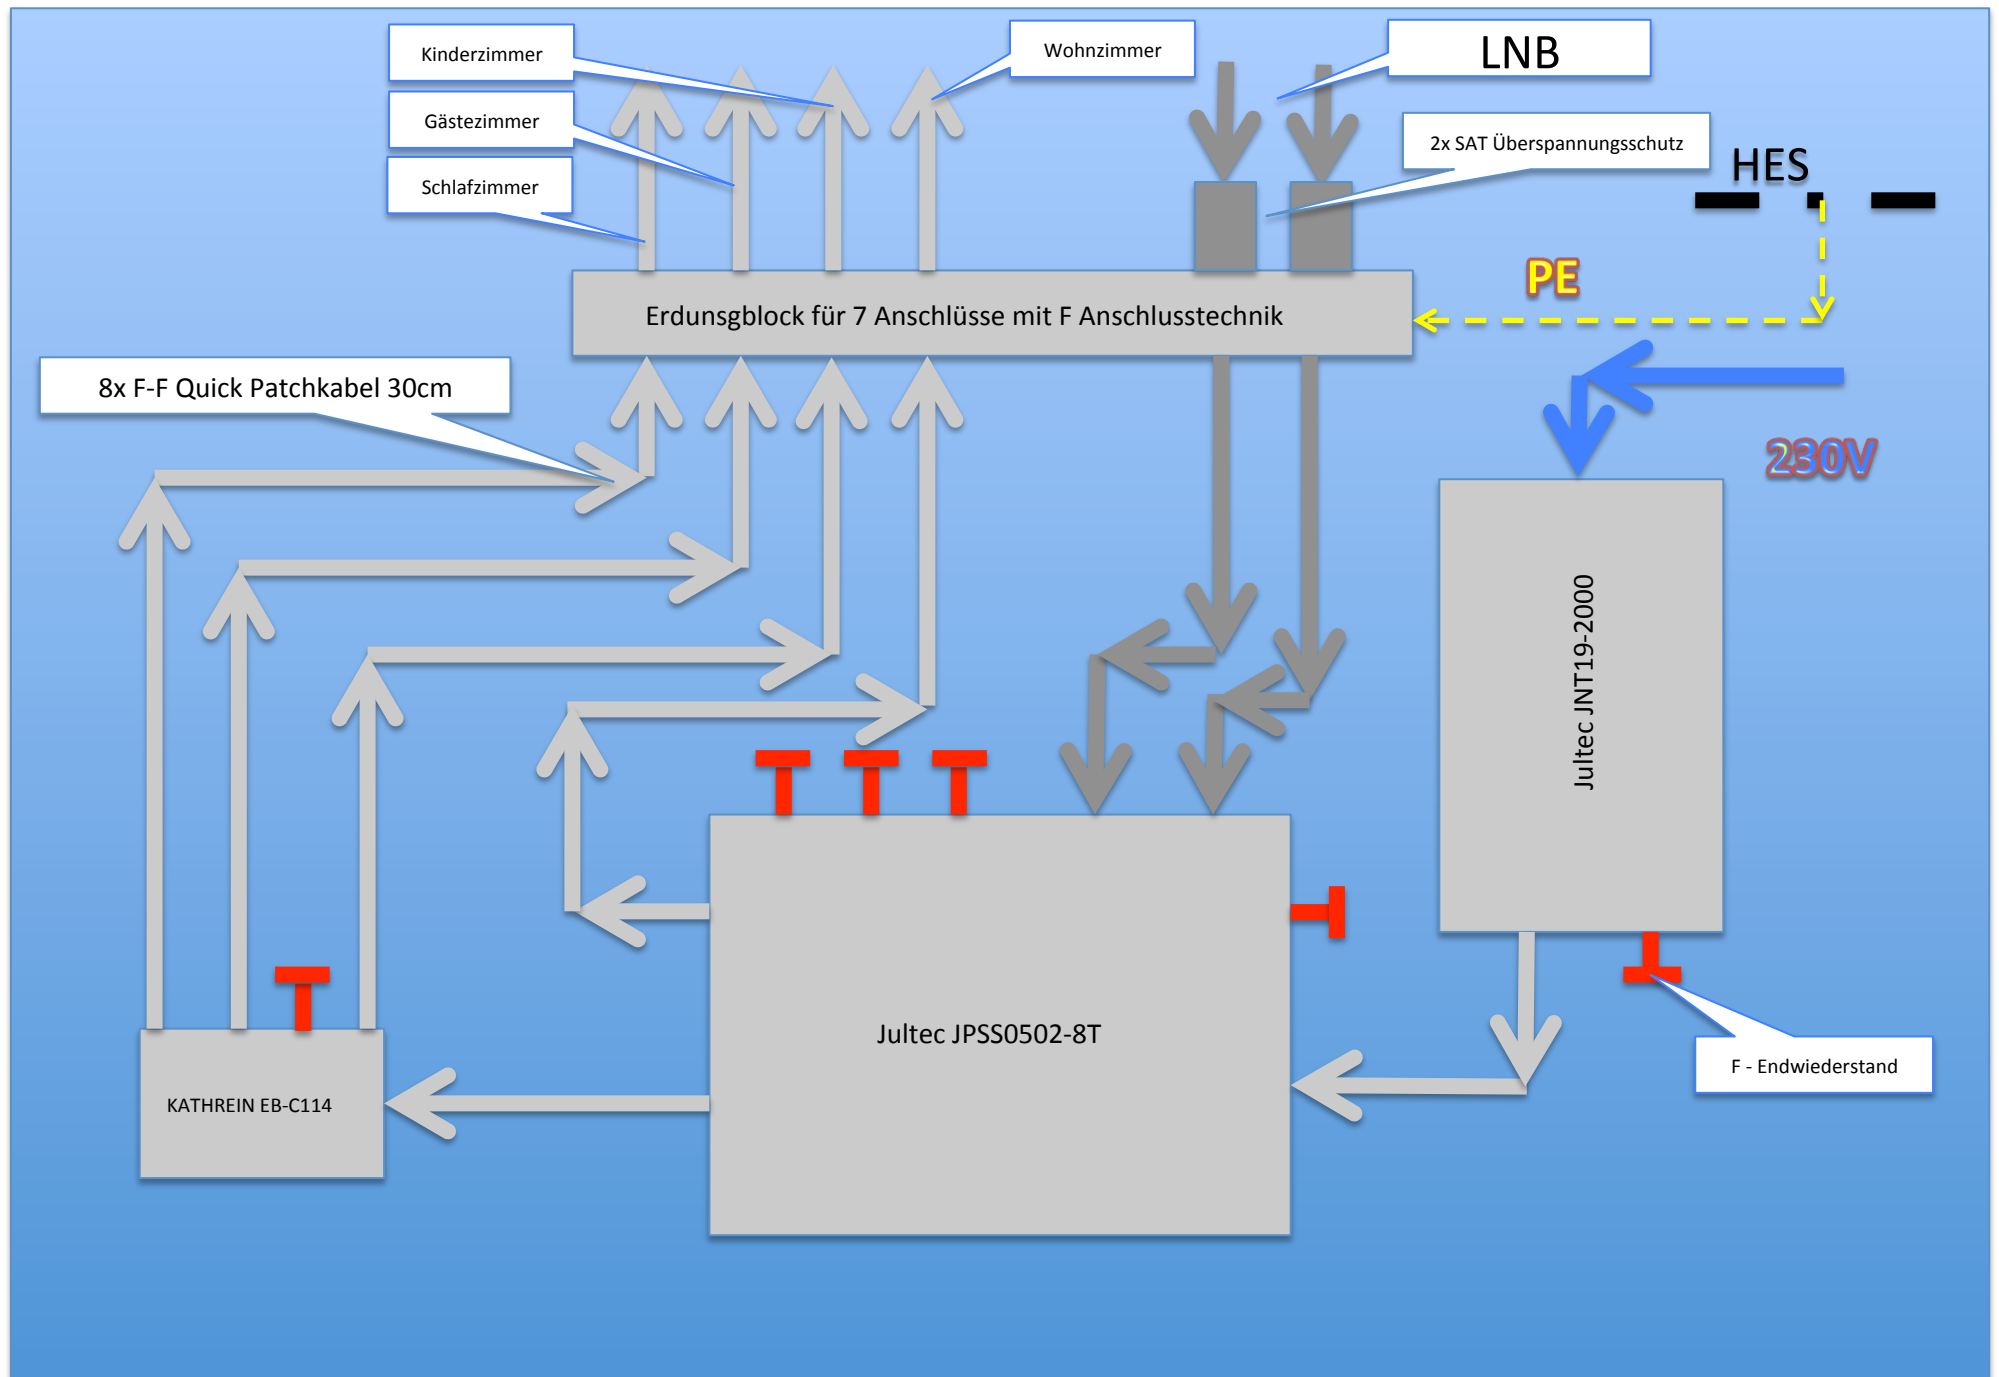 Kinderzimmer
Wohnzimmer
LNB
Gästezimmer
2x SAT Überspannungsschutz
HES
Schlafzimmer
PE
Erdunsgblock für 7 Anschlüsse mit F Anschlusstechnik
8x F-F Quick Patchkabel 30cm
230V
Jultec JNT19-2000
Jultec JPSS0502-8T
F - Endwiederstand
KATHREIN EB-C114